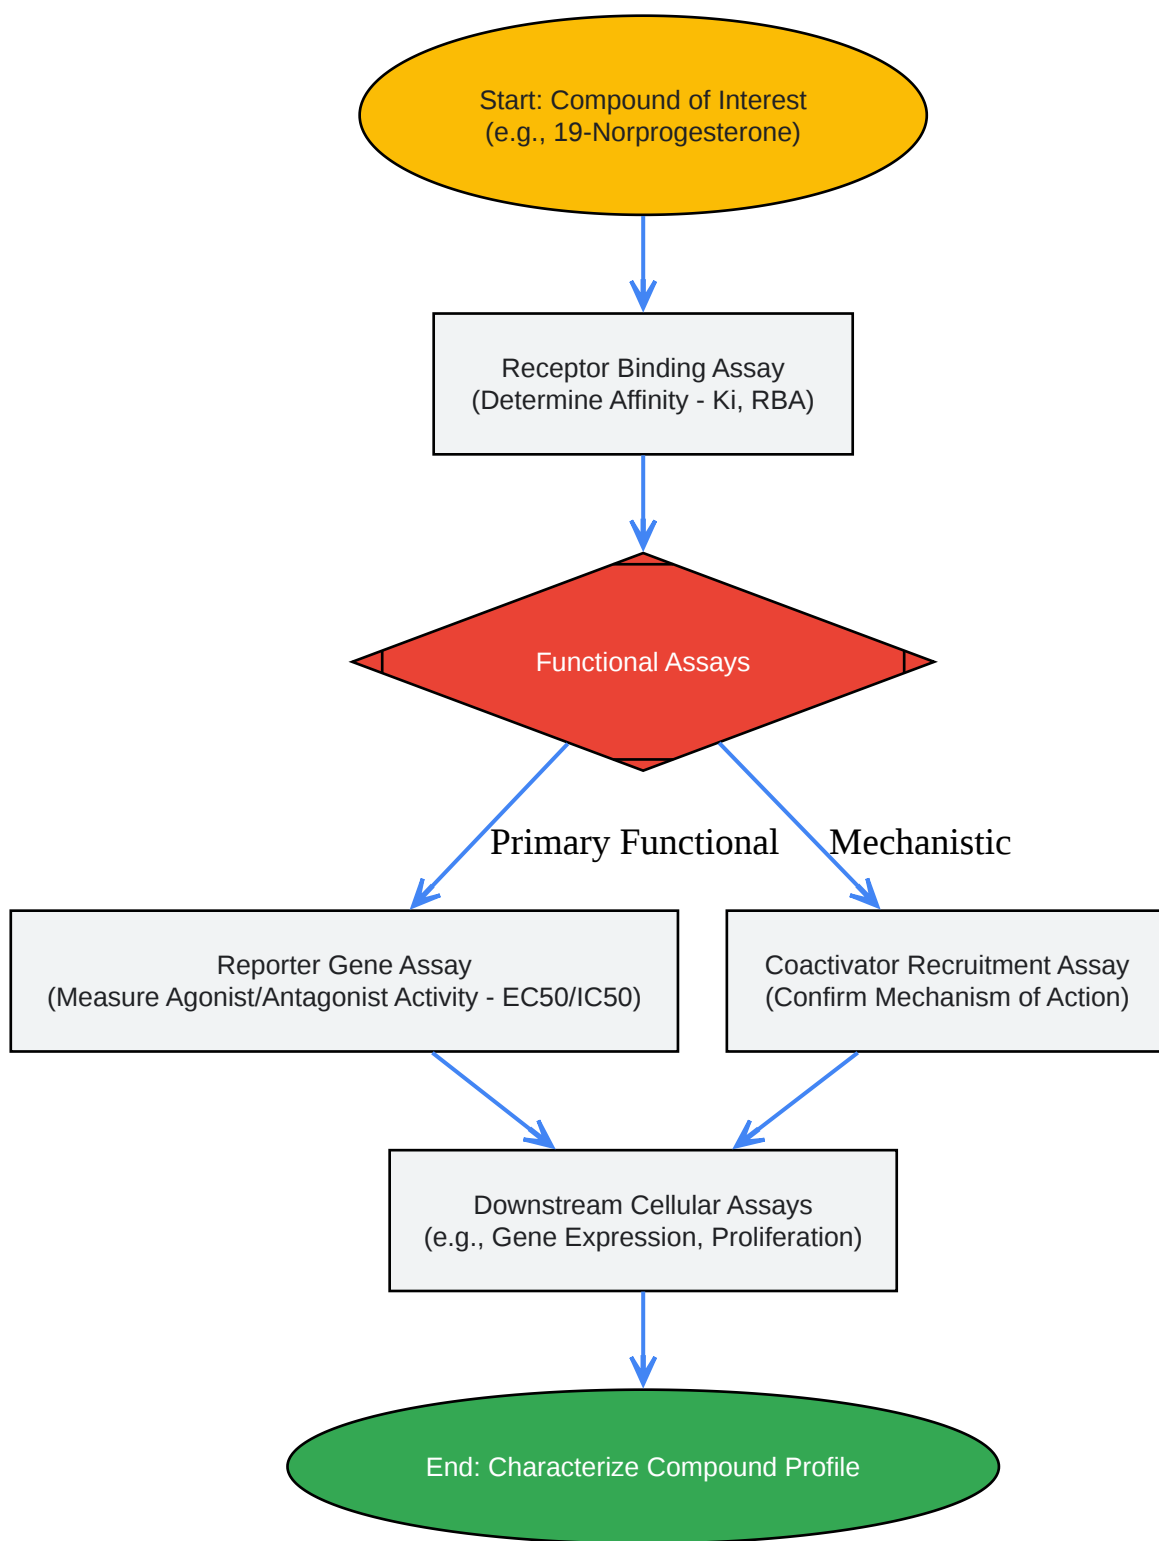 Start: Compound of Interest
(e.g., 19-Norprogesterone)
Receptor Binding Assay
(Determine Affinity - Ki, RBA)
Functional Assays
Primary Functional
Mechanistic
Reporter Gene Assay
(Measure Agonist/Antagonist Activity - EC50/IC50)
Coactivator Recruitment Assay
(Confirm Mechanism of Action)
Downstream Cellular Assays
(e.g., Gene Expression, Proliferation)
End: Characterize Compound Profile